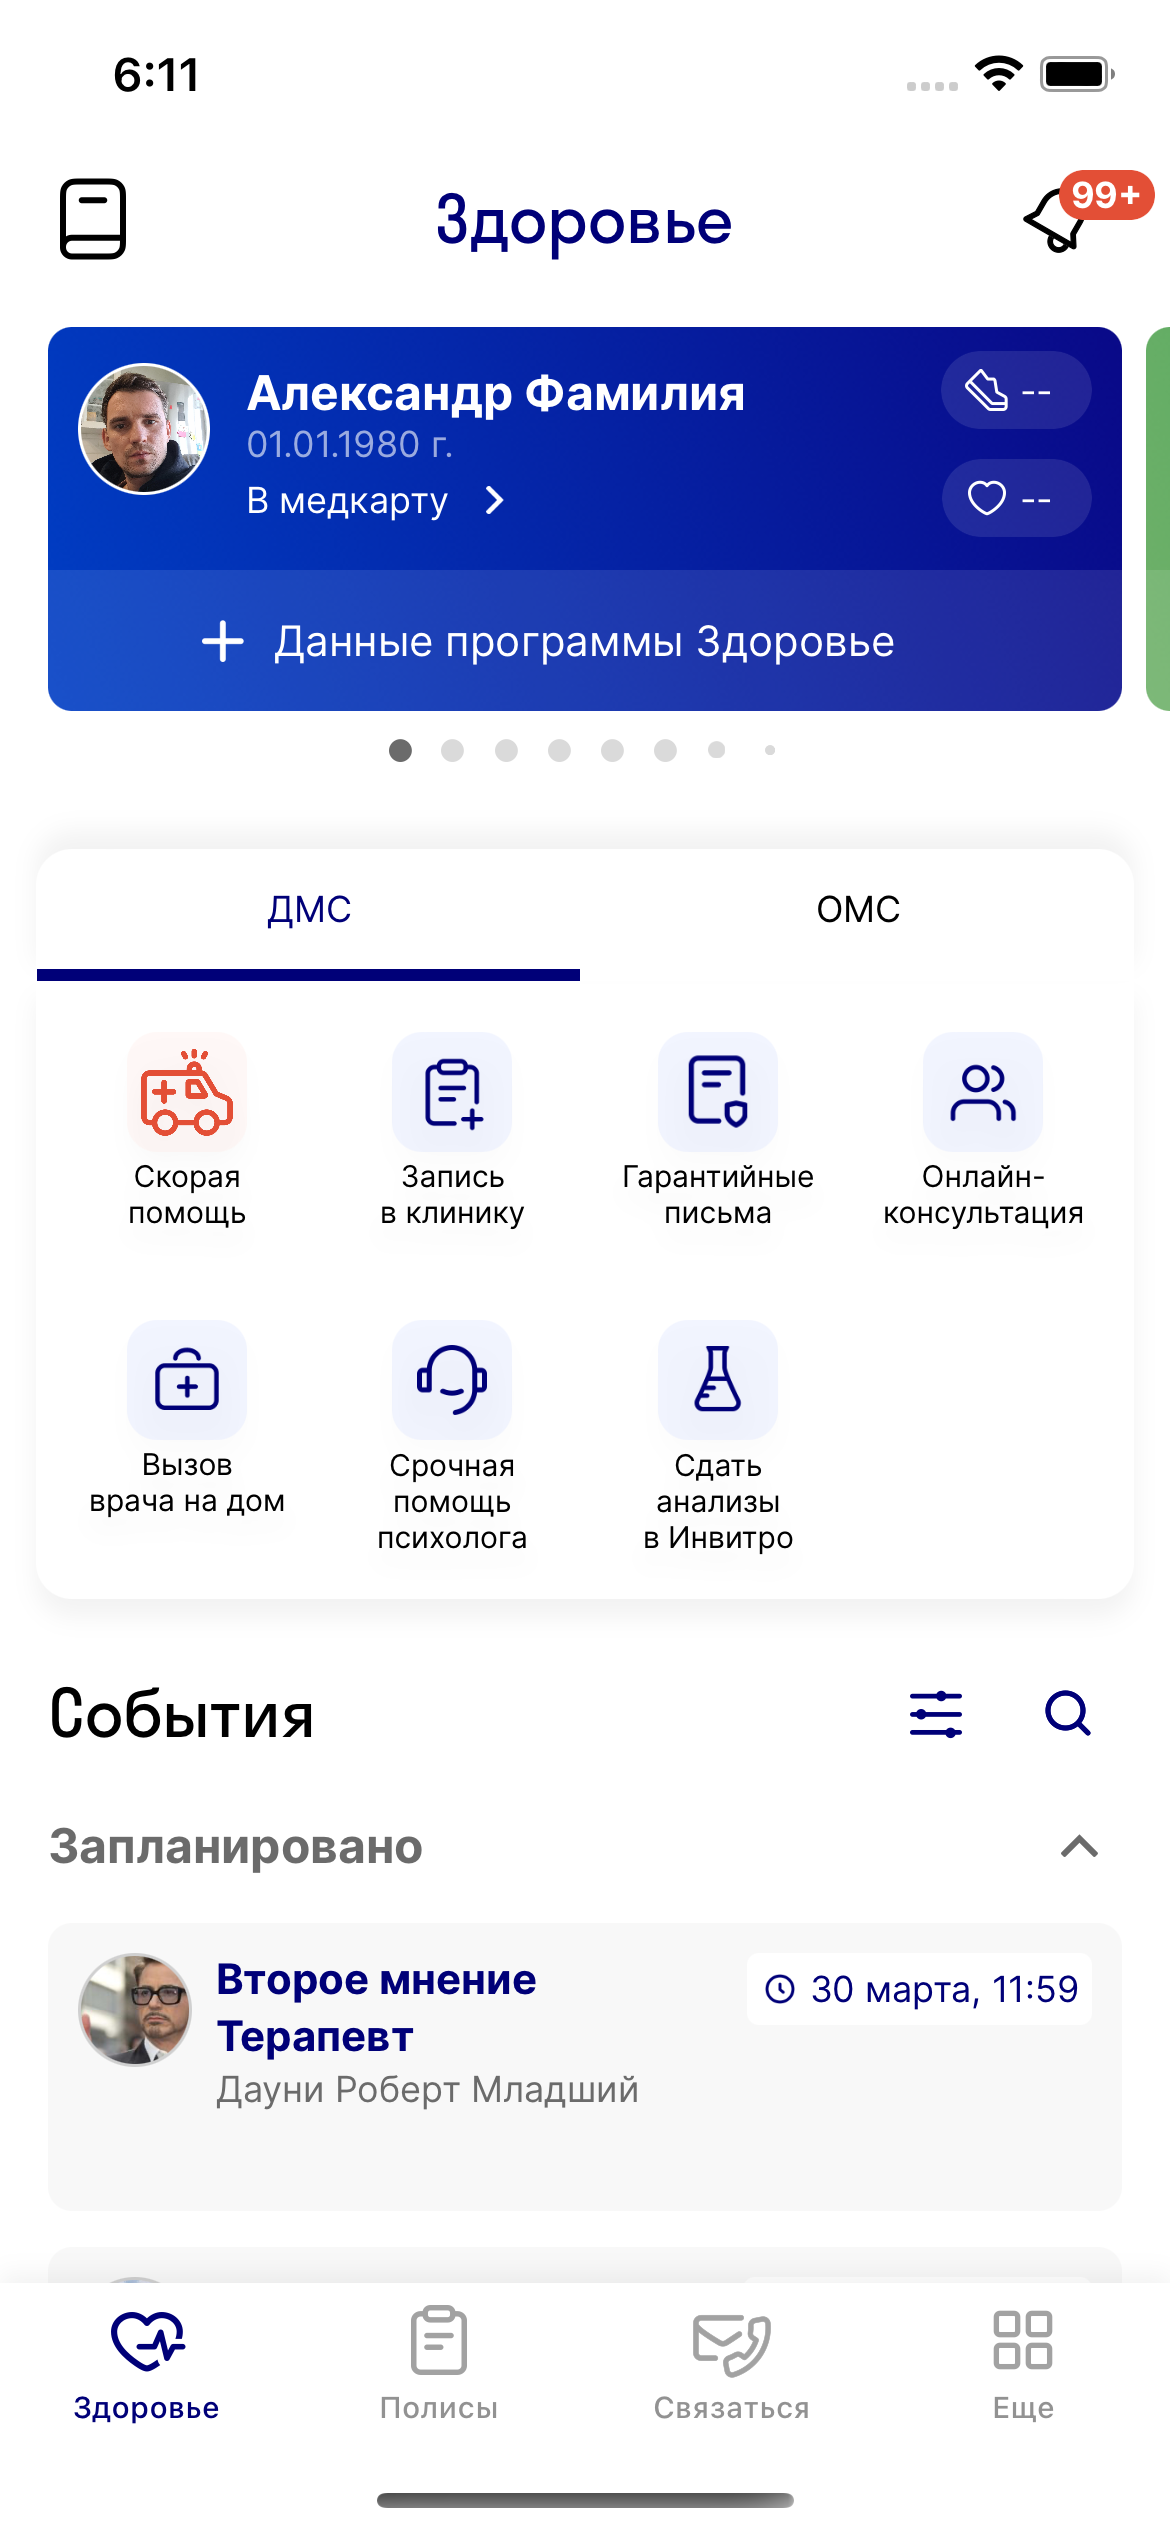 6:11
Здоровье
99+
Александр Фамилия
01.01.1980 г.
В медкарту
--
--
Данные программы Здоровье
ДМС
ОМС
Скорая
помощь
Запись
в клинику
Гарантийные
письма
Онлайн-
консультация
Вызов
врача на дом
Срочная
помощь
психолога
Сдать
анализы
в Инвитро
События
Запланировано
Второе мнение
Терапевт
Дауни Роберт Младший
30 марта, 11:59
Здоровье
Полисы
Связаться
Еще